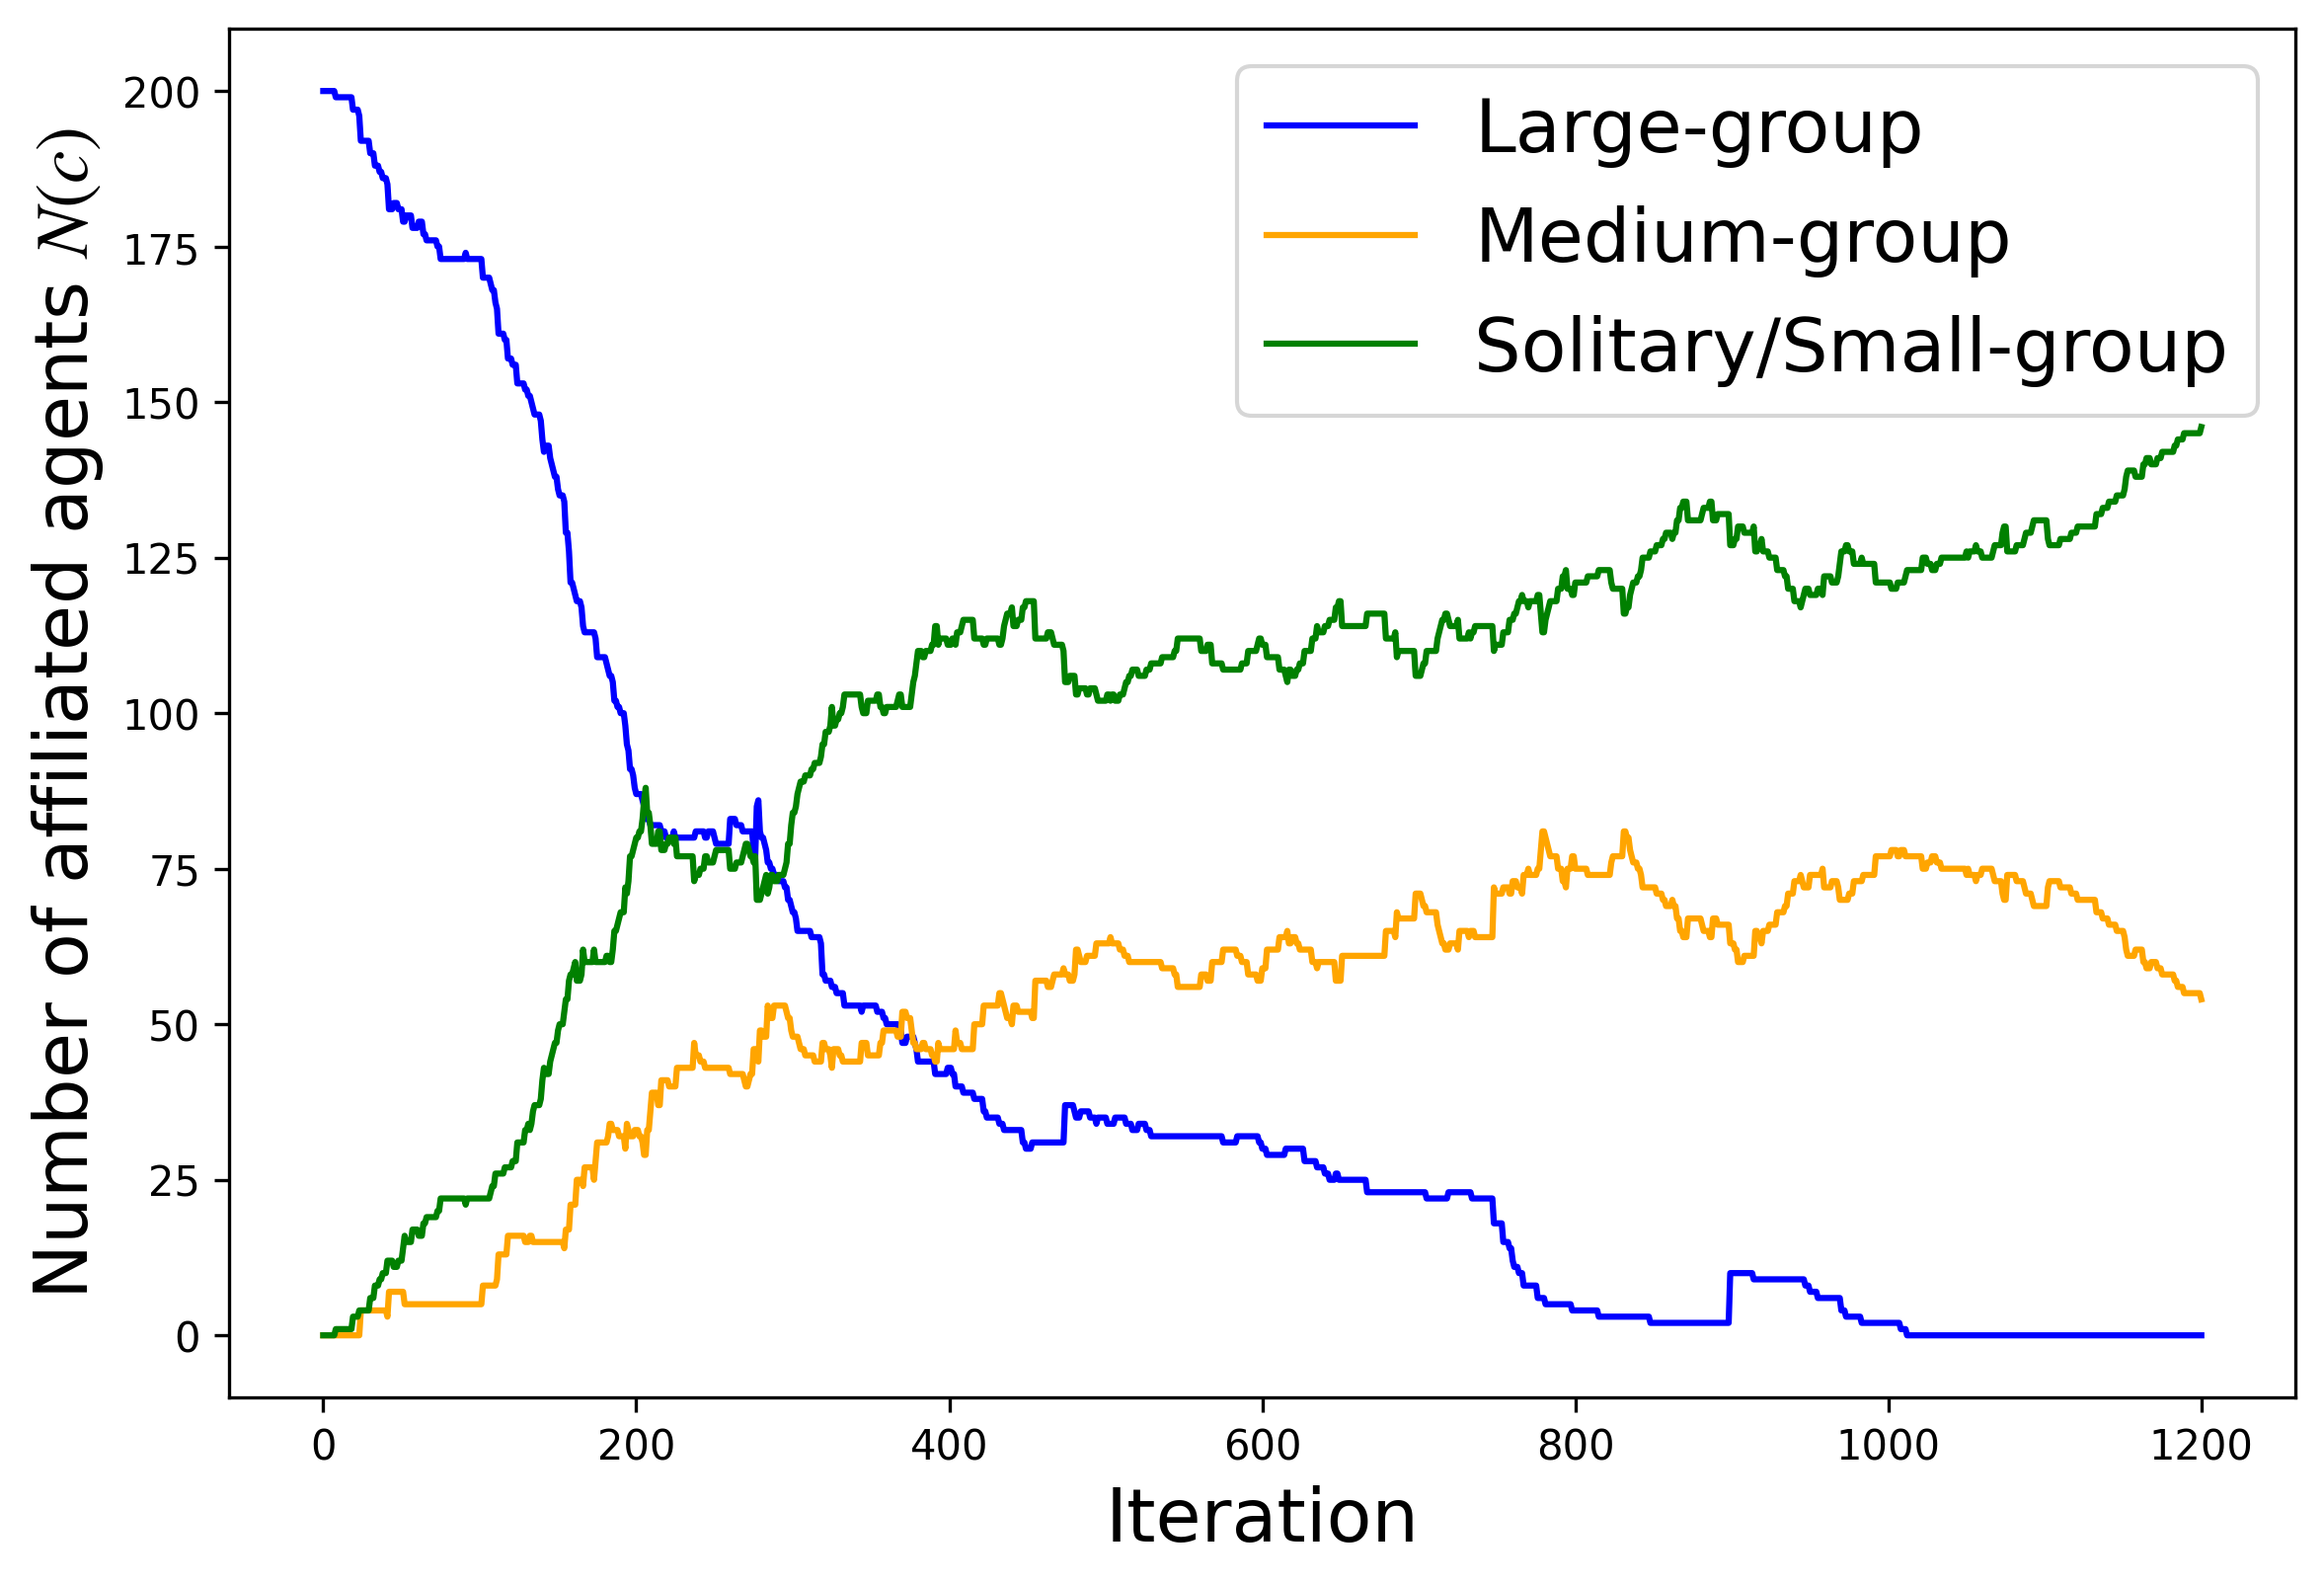 Number of affiliated agents N(c)
200
175
150
125
100
75
50
25
0
Large-group
Medium-group
Solitary/Small-group
0 200 400 600 800 1000 1200
Iteration